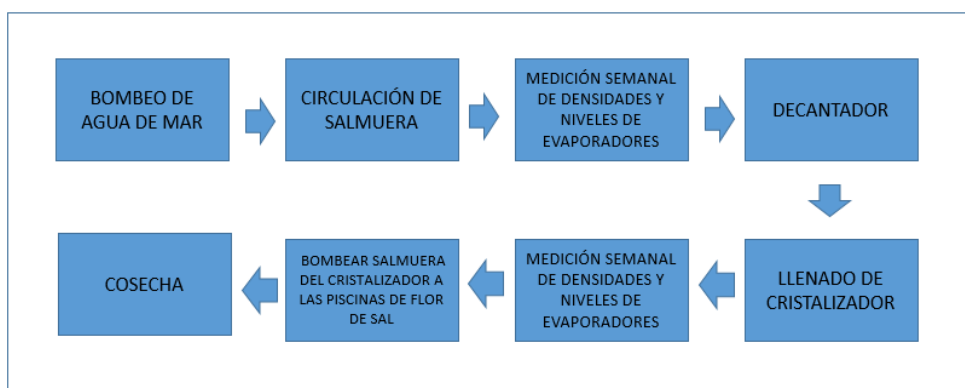 BOMBEO DE
AGUA DE MAR
CIRCULACIÓN DE
SALMUERA
MEDICIÓN SEMANAL
DE DENSIDADES Y
NIVELES DE
EVAPORADORES
DECANTADOR
LLENADO DE
CRISTALIZADOR
MEDICIÓN SEMANAL
DE DENSIDADES Y
NIVELES DE
EVAPORADORES
BOMBEAR SALMUERA
DEL CRISTALIZADOR A
LAS PISCINAS DE FLOR
DE SAL
COSECHA